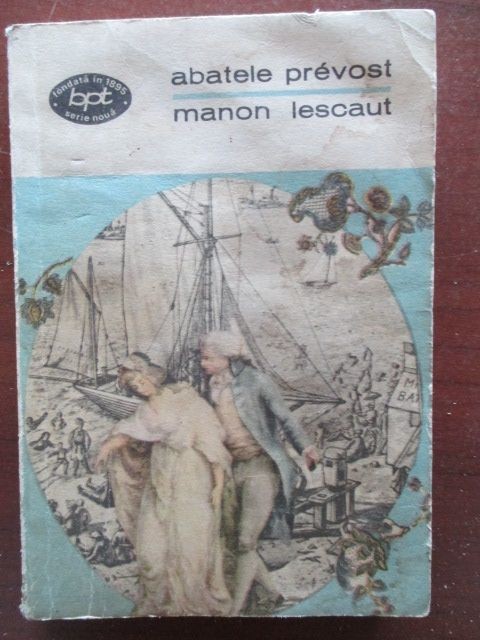 fondată în 1895
bpt
serie nouă
abatele prévost
manon lescaut